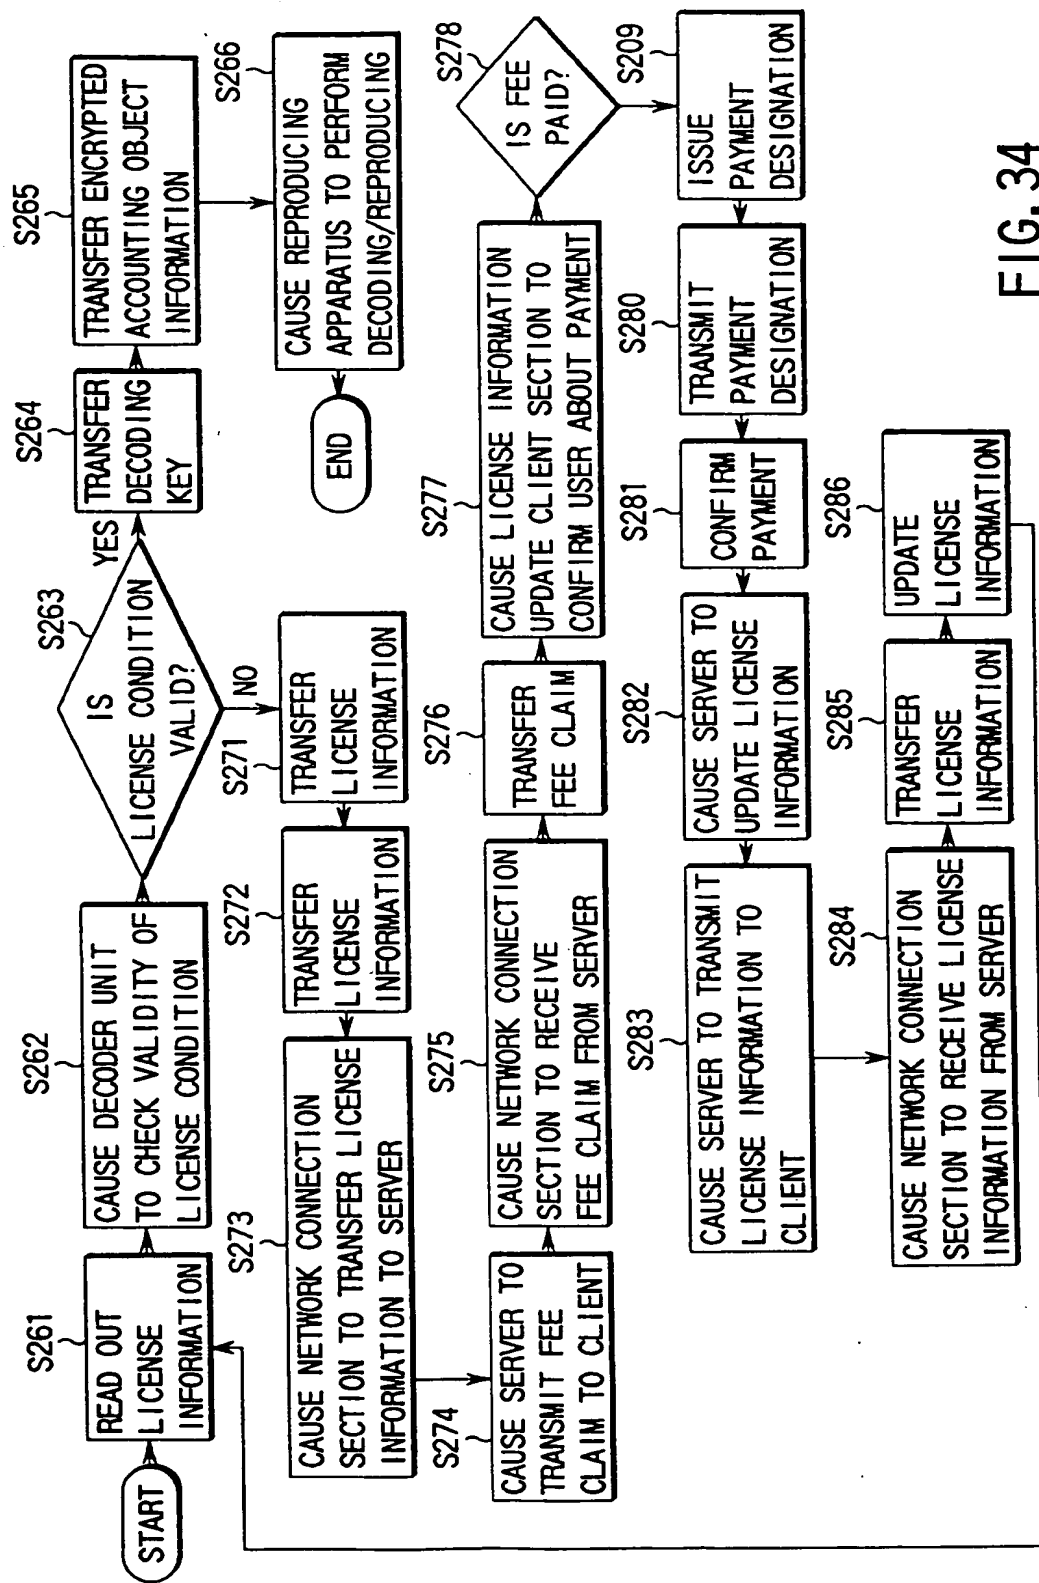 START
S261
READ OUT
LICENSE
INFORMATION
S262
CAUSE DECODER UNIT
TO CHECK VALIDITY OF
LICENSE CONDITION
S263
IS
LICENSE CONDITION
VALID?
YES
NO
S264
TRANSFER
DECODING
KEY
S265
TRANSFER ENCRYPTED
ACCOUNTING OBJECT
INFORMATION
S266
CAUSE REPRODUCING
APPARATUS TO PERFORM
DECODING/REPRODUCING
END
S271
TRANSFER
LICENSE
INFORMATION
S272
TRANSFER
LICENSE
INFORMATION
S273
CAUSE NETWORK CONNECTION
SECTION TO TRANSFER LICENSE
INFORMATION TO SERVER
S274
CAUSE SERVER TO
TRANSMIT FEE
CLAIM TO CLIENT
S275
CAUSE NETWORK CONNECTION
SECTION TO RECEIVE
FEE CLAIM FROM SERVER
S276
TRANSFER
FEE CLAIM
S277
CAUSE LICENSE INFORMATION
UPDATE CLIENT SECTION TO
CONFIRM USER ABOUT PAYMENT
S278
IS FEE
PAID?
S209
ISSUE
PAYMENT
DESIGNATION
S280
TRANSMIT
PAYMENT
DESIGNATION
S281
CONFIRM
PAYMENT
S282
CAUSE SERVER TO
UPDATE LICENSE
INFORMATION
S283
CAUSE SERVER TO TRANSMIT
LICENSE INFORMATION TO
CLIENT
S284
CAUSE NETWORK CONNECTION
SECTION TO RECEIVE LICENSE
INFORMATION FROM SERVER
S285
TRANSFER
LICENSE
INFORMATION
S286
UPDATE
LICENSE
INFORMATION
FIG. 34